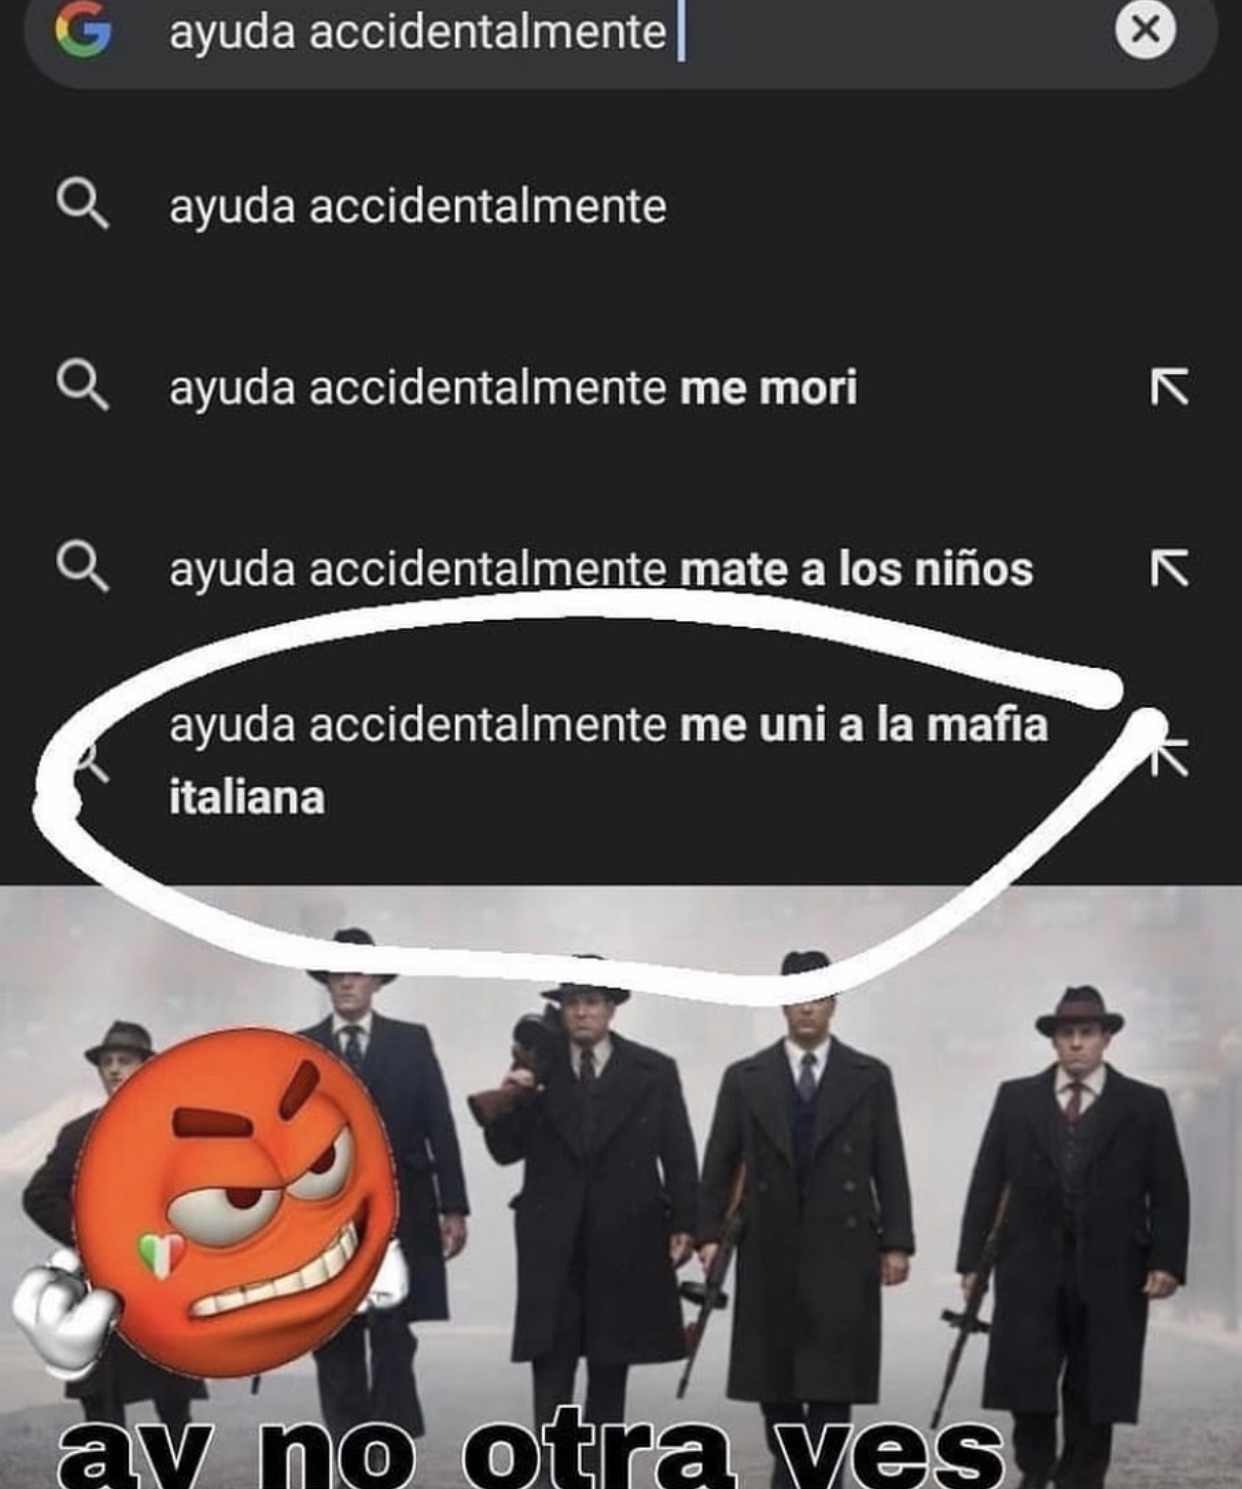 ayuda accidentalmente
ayuda accidentalmente
ayuda accidentalmente me mori
ayuda accidentalmente mate a los niños
ayuda accidentalmente me uni a la mafia
italiana
ay no otra ves